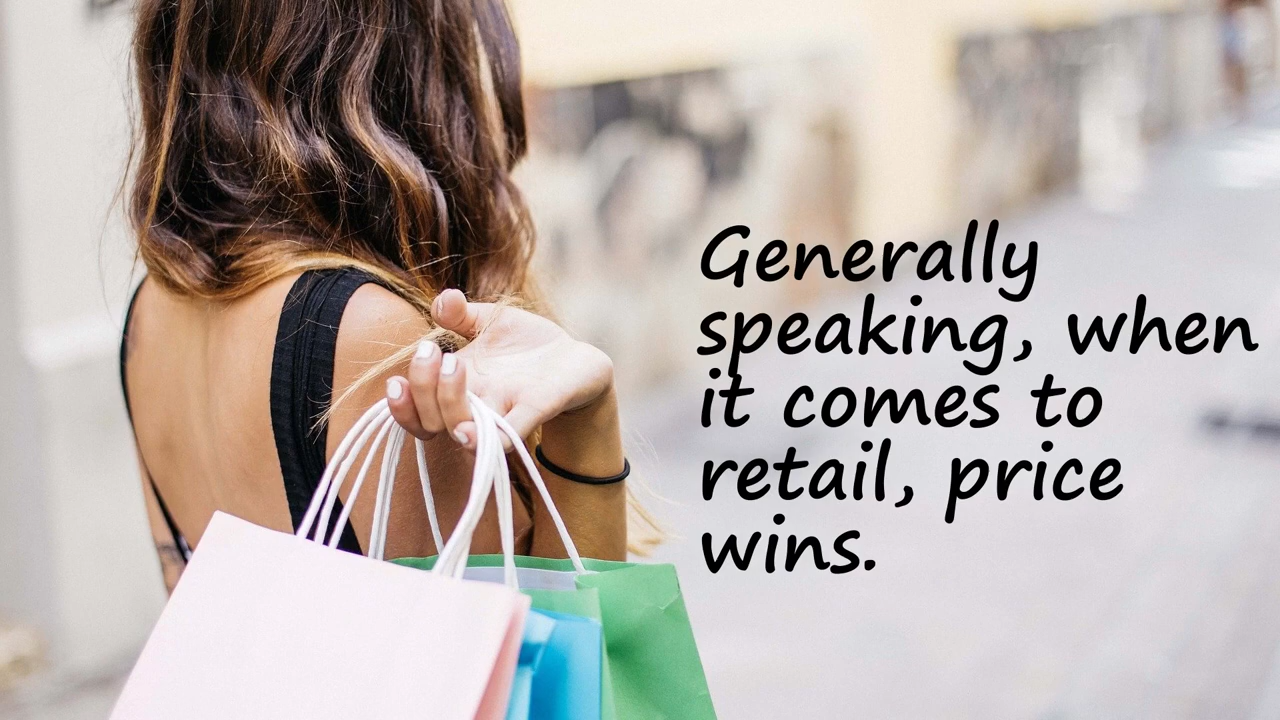 Generally
speaking, when
it comes to
retail, price
wins.